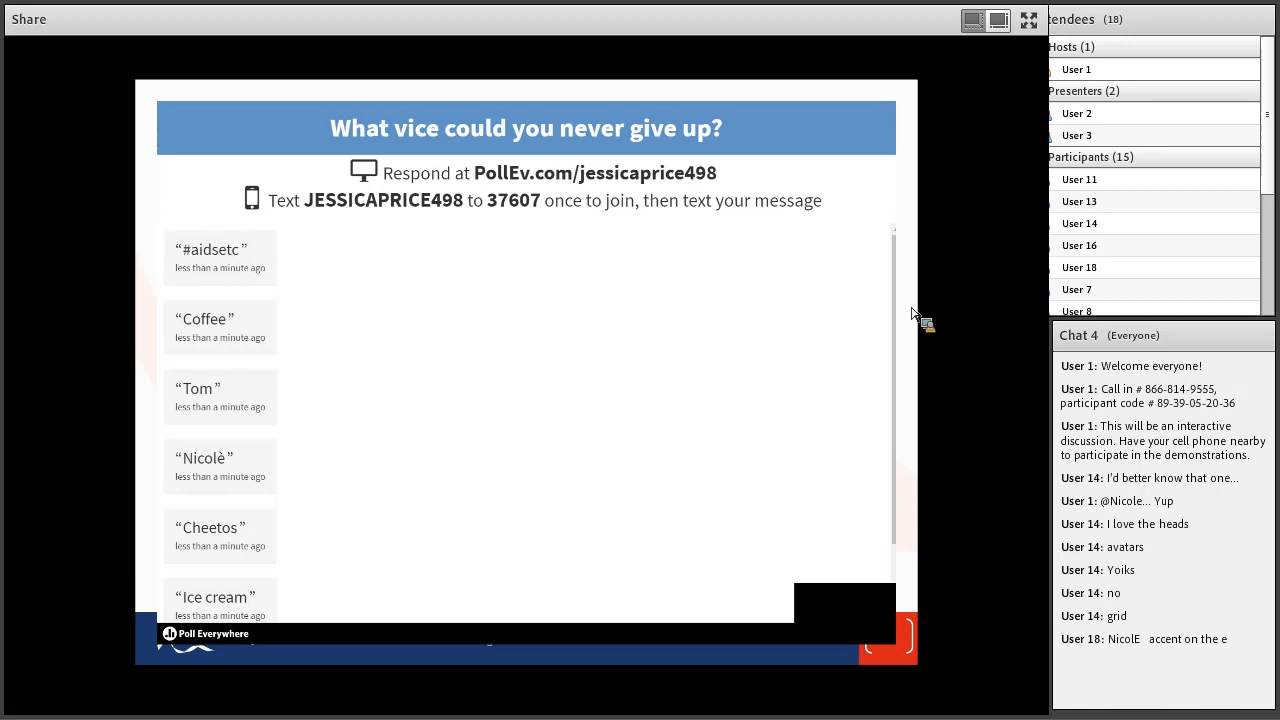 Share
What vice could you never give up?
Respond at PollEv.com/jessicaprice498
Text JESSICAPRICE498 to 37607 once to join, then text your message
“#aidsetc”
less than a minute ago
“Coffee”
less than a minute ago
“Tom”
less than a minute ago
“Nicolè”
less than a minute ago
“Cheetos”
less than a minute ago
“Ice cream”
less than a minute ago
Poll Everywhere
tendees (18)
Hosts (1)
User 1
Presenters (2)
User 2
User 3
Participants (15)
User 11
User 13
User 14
User 16
User 18
User 7
User 8
Chat 4 (Everyone)
User 1: Welcome everyone!
User 1: Call in # 866-814-9555,
participant code # 89-39-05-20-36
User 1: This will be an interactive
discussion. Have your cell phone nearby
to participate in the demonstrations.
User 14: I'd better know that one...
User 1: @Nicole... Yup
User 14: I love the heads
User 14: avatars
User 14: Yoiks
User 14: no
User 14: grid
User 18: NicolE accent on the e